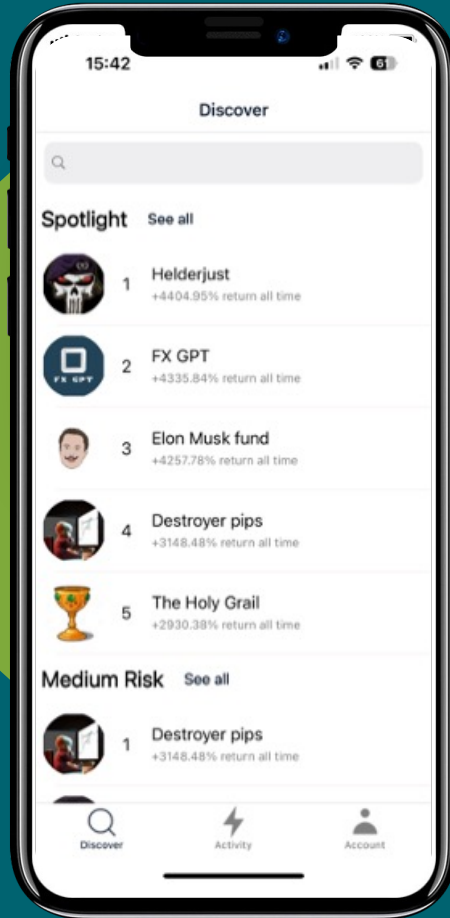 15:42
61
Discover
Spotlight See all
1
Helderjust
+4404.95% return all time
FX GPT
2
FX GPT
+4335.84% return all time
3
Elon Musk fund
+4257.78% return all time
4
Destroyer pips
+3148.48% return all time
5
The Holy Grail
+2930.38% return all time
Medium Risk See all
1
Destroyer pips
+3148.48% return all time
Discover Activity Account